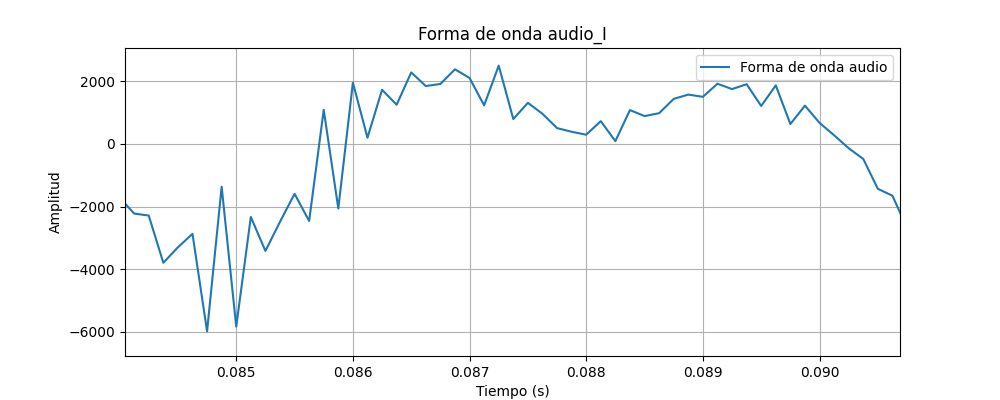 Forma de onda audio_I
Forma de onda audio
Amplitud
2000
0
−2000
−4000
−6000
0.085 0.086 0.087 0.088 0.089 0.090
Tiempo (s)